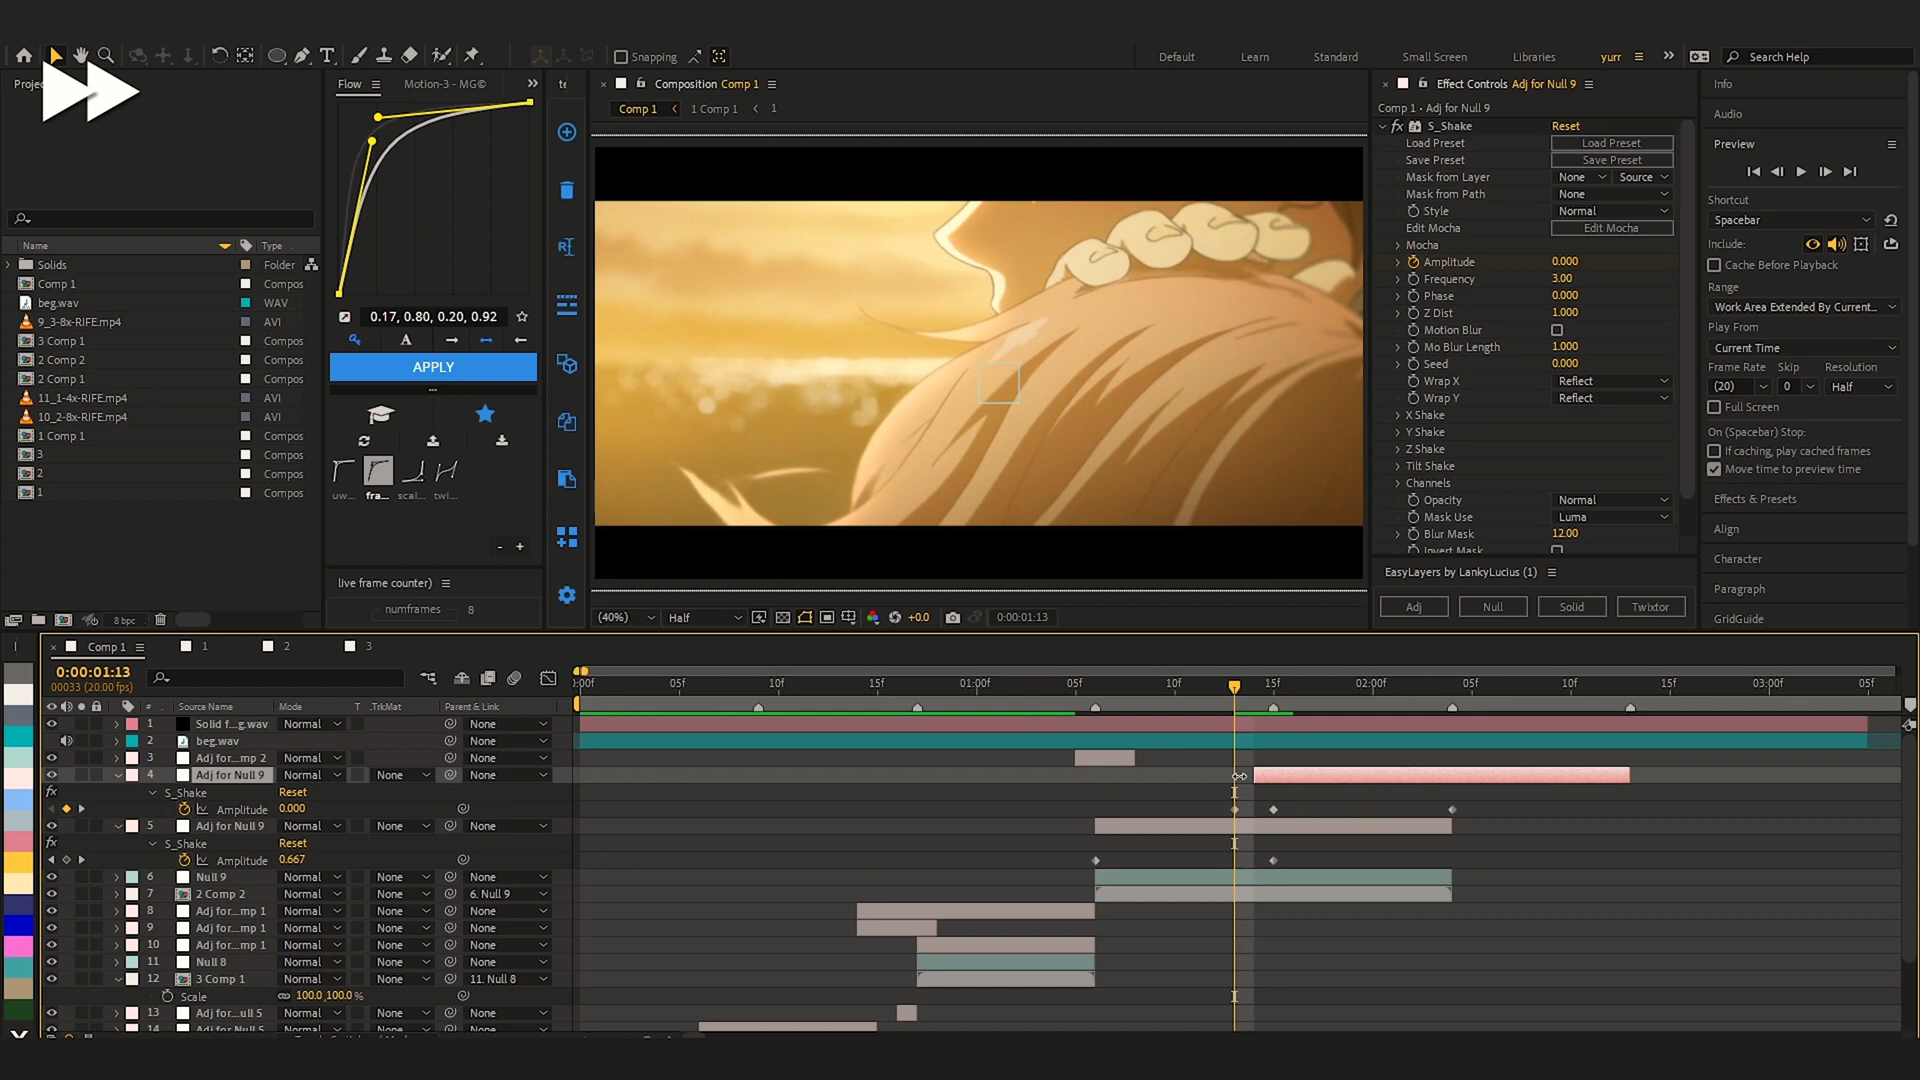 Snapping
Default
Learn
Standard
Small Screen
Libraries
yurr
Search Help
Flow
Motion-3 - MG©
0.17, 0.80, 0.20, 0.92
A
APPLY
fra...
scal...
twi...
- +
live frame counter)
numframes 8
Name Type
Solids Folder
Comp 1 Compos
beg.wav WAV
9_3-8x-RIFE.mp4 AVI
3 Comp 1 Compos
2 Comp 2 Compos
2 Comp 1 Compos
11_1-4x-RIFE.mp4 AVI
10_2-8x-RIFE.mp4 AVI
1 Comp 1 Compos
3 Compos
2 Compos
1 Compos
8 bpc
Composition Comp 1
Comp 1 1 Comp 1 1
(40%) Half +0.0 0:00:01:13
Effect Controls Adj for Null 9
Comp 1 • Adj for Null 9
fx S_Shake Reset
Load Preset Load Preset
Save Preset Save Preset
Mask from Layer None Source
Mask from Path None
Style Normal
Edit Mocha Edit Mocha
Mocha
Amplitude 0.000
Frequency 3.00
Phase 0.000
Z Dist 1.000
Motion Blur
Mo Blur Length 1.000
Seed 0.000
Wrap X Reflect
Wrap Y Reflect
X Shake
Y Shake
Z Shake
Tilt Shake
Channels
Opacity Normal
Mask Use Luma
Blur Mask 12.00
Invert Mask
EasyLayers by LankyLucius (1)
Adj Null Solid Twixtor
Info
Audio
Preview
Shortcut
Spacebar
Include:
Cache Before Playback
Range
Work Area Extended By Current...
Play From
Current Time
Frame Rate Skip Resolution
(20) 0 Half
Full Screen
On (Spacebar) Stop:
If caching, play cached frames
Move time to preview time
Effects & Presets
Align
Character
Paragraph
GridGuide
Comp 1 1 2 3
0:00:01:13
00033 (20.00 fps)
# Source Name Mode T .TrkMat Parent & Link
05f 10f 15f 01:00f 05f 10f 15f 02:00f 05f 10f 15f 03:00f 05f
1 Solid f...g.wav Normal None
2 beg.wav None
3 Adj for...mp 2 Normal None
4 Adj for Null 9 Normal None None
fx S_Shake Reset
Amplitude 0.000
5 Adj for Null 9 Normal None None
fx S_Shake Reset
Amplitude 0.667
6 Null 9 Normal None None
7 2 Comp 2 Normal None 6. Null 9
8 Adj for...mp 1 Normal None None
9 Adj for...mp 1 Normal None None
10 Adj for...mp 1 Normal None None
11 Null 8 Normal None None
12 3 Comp 1 Normal None 11. Null 8
Scale 100.0,100.0 %
13 Adj for...ull 5 Normal None None
14 Adj for Null 5 Normal None None